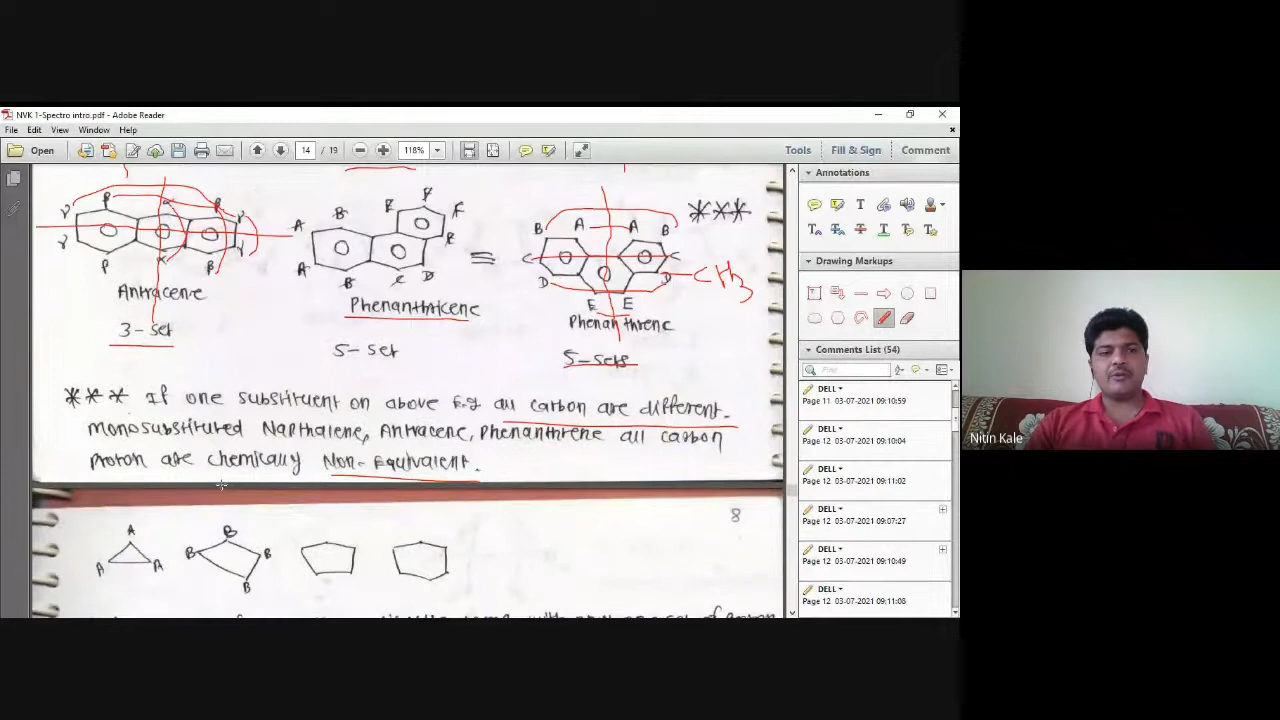 NVK 1-Spectro intro.pdf - Adobe Reader
File Edit View Window Help
Open 14 / 19 118% Tools Fill & Sign Comment
Annotations
Drawing Markups
Comments List (54)
Find
DELL
Page 11 03-07-2021 09:10:59
DELL
Page 12 03-07-2021 09:10:04
DELL
Page 12 03-07-2021 09:11:02
DELL
Page 12 03-07-2021 09:07:27
DELL
Page 12 03-07-2021 09:10:49
DELL
Page 12 03-07-2021 09:11:08
Antracene
3-set
A B
A B C D
5-set
B A A B
C C
D D CH3
E E
Phenanthrene
5-sets
*** If one substituent on above E.g all carbon are different.
monosubstituted Napthalene, Antracene, Phenanthrene all carbon
proton are chemically Non-Equivalent.
8
A
A A
B
B B
B
Nitin Kale